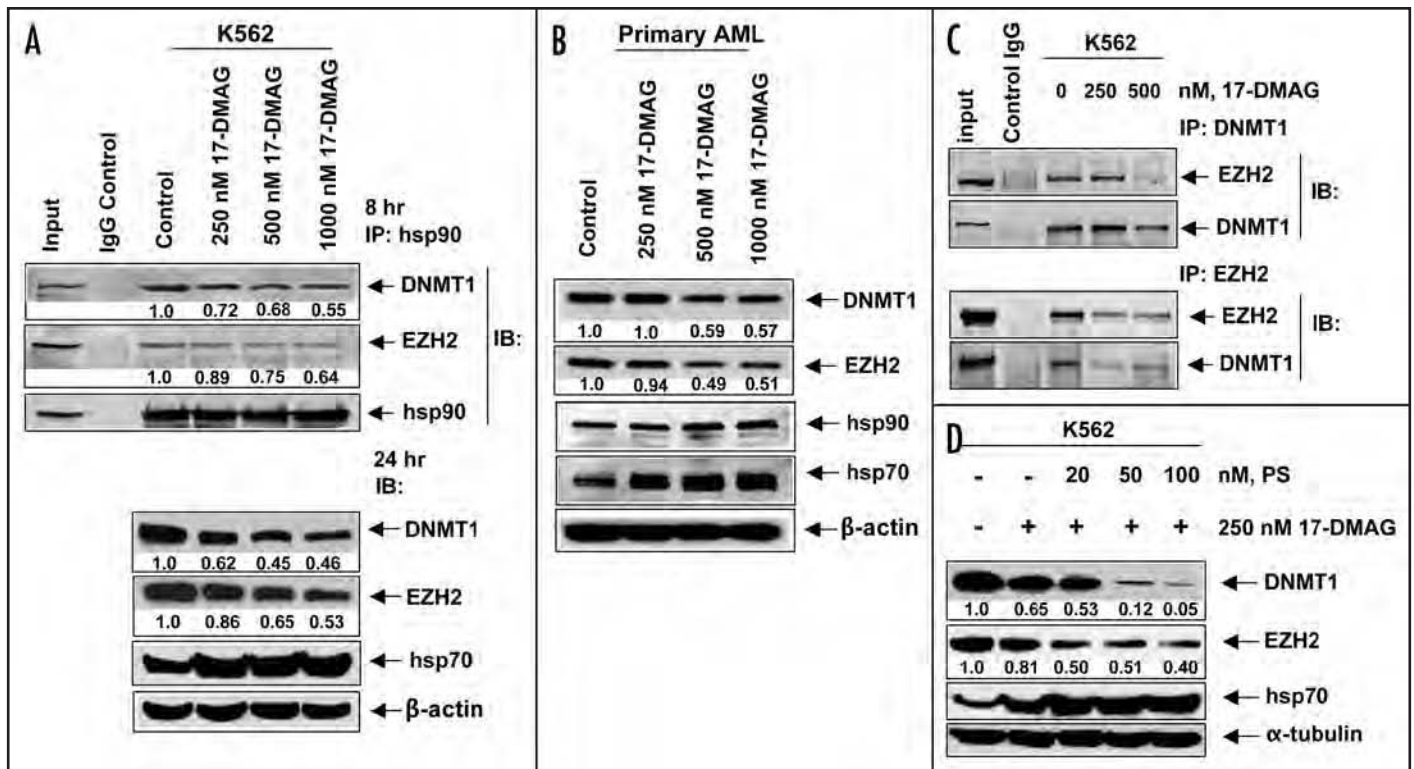 A
K562
Input
IgG Control
Control
250 nM 17-DMAG
500 nM 17-DMAG
1000 nM 17-DMAG
8 hr
IP: hsp90
DNMT1
1.0 0.72 0.68 0.55
EZH2
IB:
1.0 0.89 0.75 0.64
hsp90
24 hr
IB:
DNMT1
1.0 0.62 0.45 0.46
EZH2
1.0 0.86 0.65 0.53
hsp70
β-actin
B
Primary AML
Control
250 nM 17-DMAG
500 nM 17-DMAG
1000 nM 17-DMAG
DNMT1
1.0 1.0 0.59 0.57
EZH2
1.0 0.94 0.49 0.51
hsp90
hsp70
β-actin
C
K562
input
Control IgG
0 250 500 nM, 17-DMAG
IP: DNMT1
EZH2
IB:
DNMT1
IP: EZH2
EZH2
IB:
DNMT1
D
K562
- - 20 50 100 nM, PS
- + + + + 250 nM 17-DMAG
DNMT1
1.0 0.65 0.53 0.12 0.05
EZH2
1.0 0.81 0.50 0.51 0.40
hsp70
α-tubulin